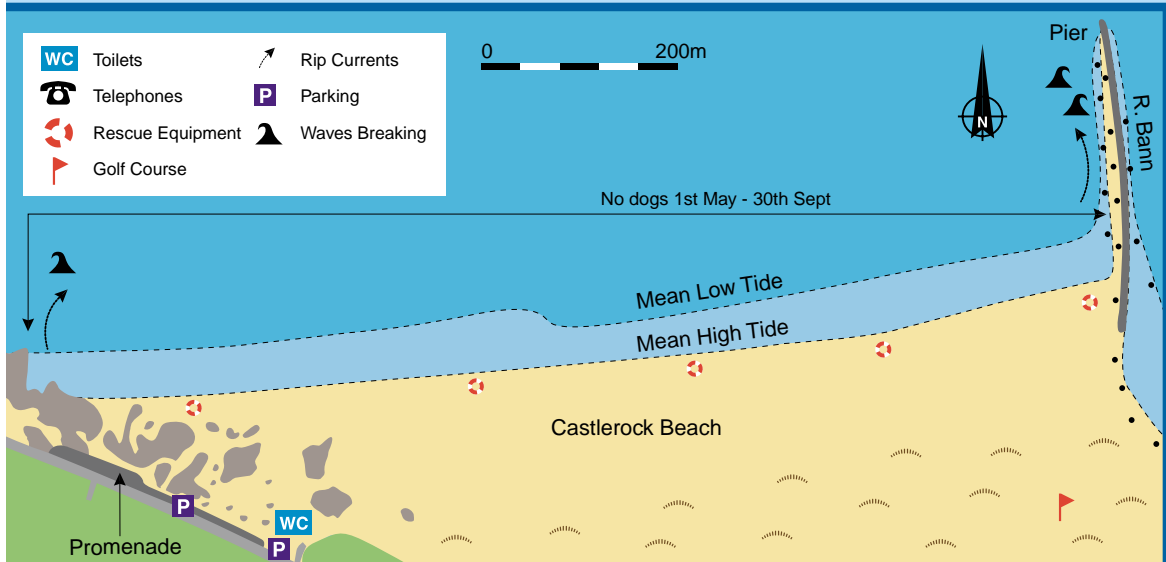 WC Toilets
Rip Currents
Telephones
P Parking
Rescue Equipment
Waves Breaking
Golf Course
0 200m
N
Pier
R. Bann
No dogs 1st May - 30th Sept
Mean Low Tide
Mean High Tide
Castlerock Beach
P
WC
P
Promenade